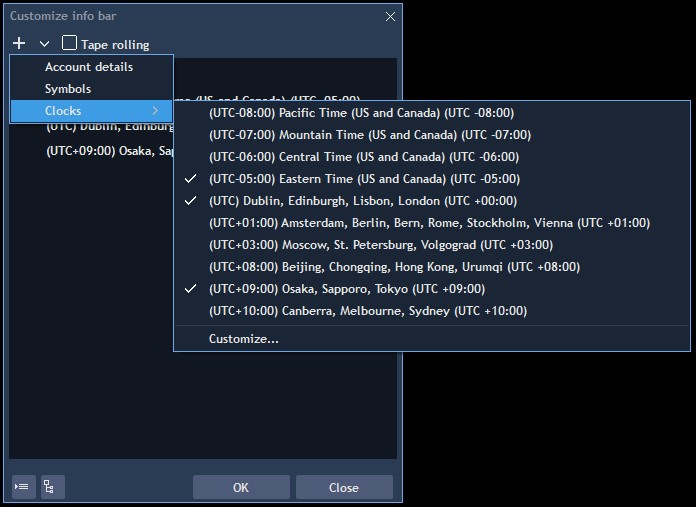 Customize info bar
Tape rolling
Account details
Symbols
Clocks
(US and Canada) (UTC -05:00)
(UTC) Dublin, Edinburg
(UTC+09:00) Osaka, Sap
(UTC-08:00) Pacific Time (US and Canada) (UTC -08:00)
(UTC-07:00) Mountain Time (US and Canada) (UTC -07:00)
(UTC-06:00) Central Time (US and Canada) (UTC -06:00)
(UTC-05:00) Eastern Time (US and Canada) (UTC -05:00)
(UTC) Dublin, Edinburgh, Lisbon, London (UTC +00:00)
(UTC+01:00) Amsterdam, Berlin, Bern, Rome, Stockholm, Vienna (UTC +01:00)
(UTC+03:00) Moscow, St. Petersburg, Volgograd (UTC +03:00)
(UTC+08:00) Beijing, Chongqing, Hong Kong, Urumqi (UTC +08:00)
(UTC+09:00) Osaka, Sapporo, Tokyo (UTC +09:00)
(UTC+10:00) Canberra, Melbourne, Sydney (UTC +10:00)
Customize...
OK
Close